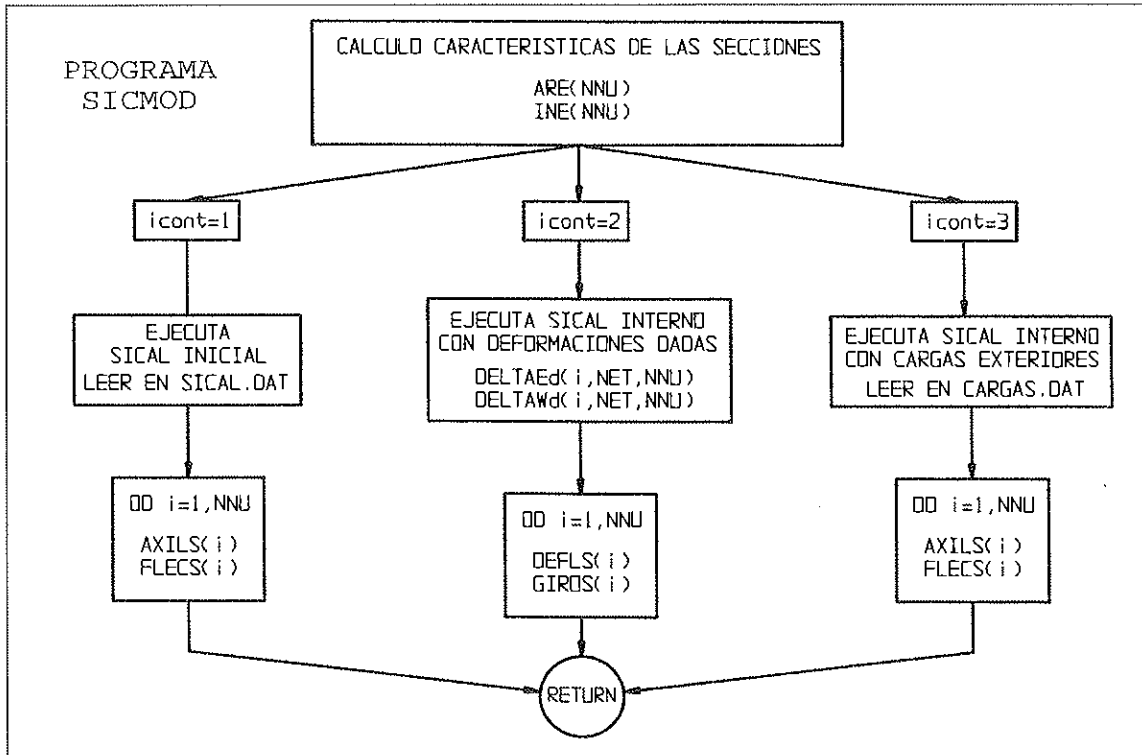 PROGRAMA
SICMOD
CALCULO CARACTERISTICAS DE LAS SECCIONES
ARE(NNU)
INE(NNU)
icont=1
icont=2
icont=3
EJECUTA
SICAL INICIAL
LEER EN SICAL.DAT
EJECUTA SICAL INTERNO
CON DEFORMACIONES DADAS
DELTAEd(i,NET,NNU)
DELTAWd(i,NET,NNU)
EJECUTA SICAL INTERNO
CON CARGAS EXTERIORES
LEER EN CARGAS.DAT
DO i=1,NNU
AXILS(i)
FLECS(i)
DO i=1,NNU
DEFLS(i)
GIROS(i)
DO i=1,NNU
AXILS(i)
FLECS(i)
RETURN